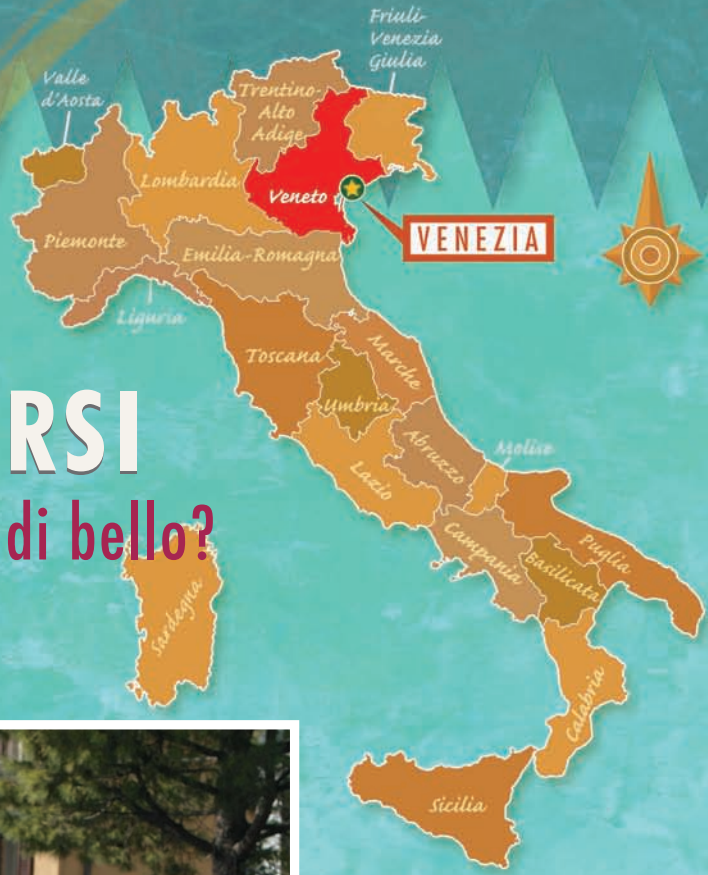 Friuli-
Venezia
Giulia
Valle
d'Aosta
Trentino-
Alto
Adige
Lombardia
Veneto
VENEZIA
Piemonte
Emilia-Romagna
Liguria
Toscana
Marche
Umbria
RSI
Abruzzo
Molise
Lazio
di bello?
Campania
Puglia
Basilicata
Sardegna
Calabria
Sicilia